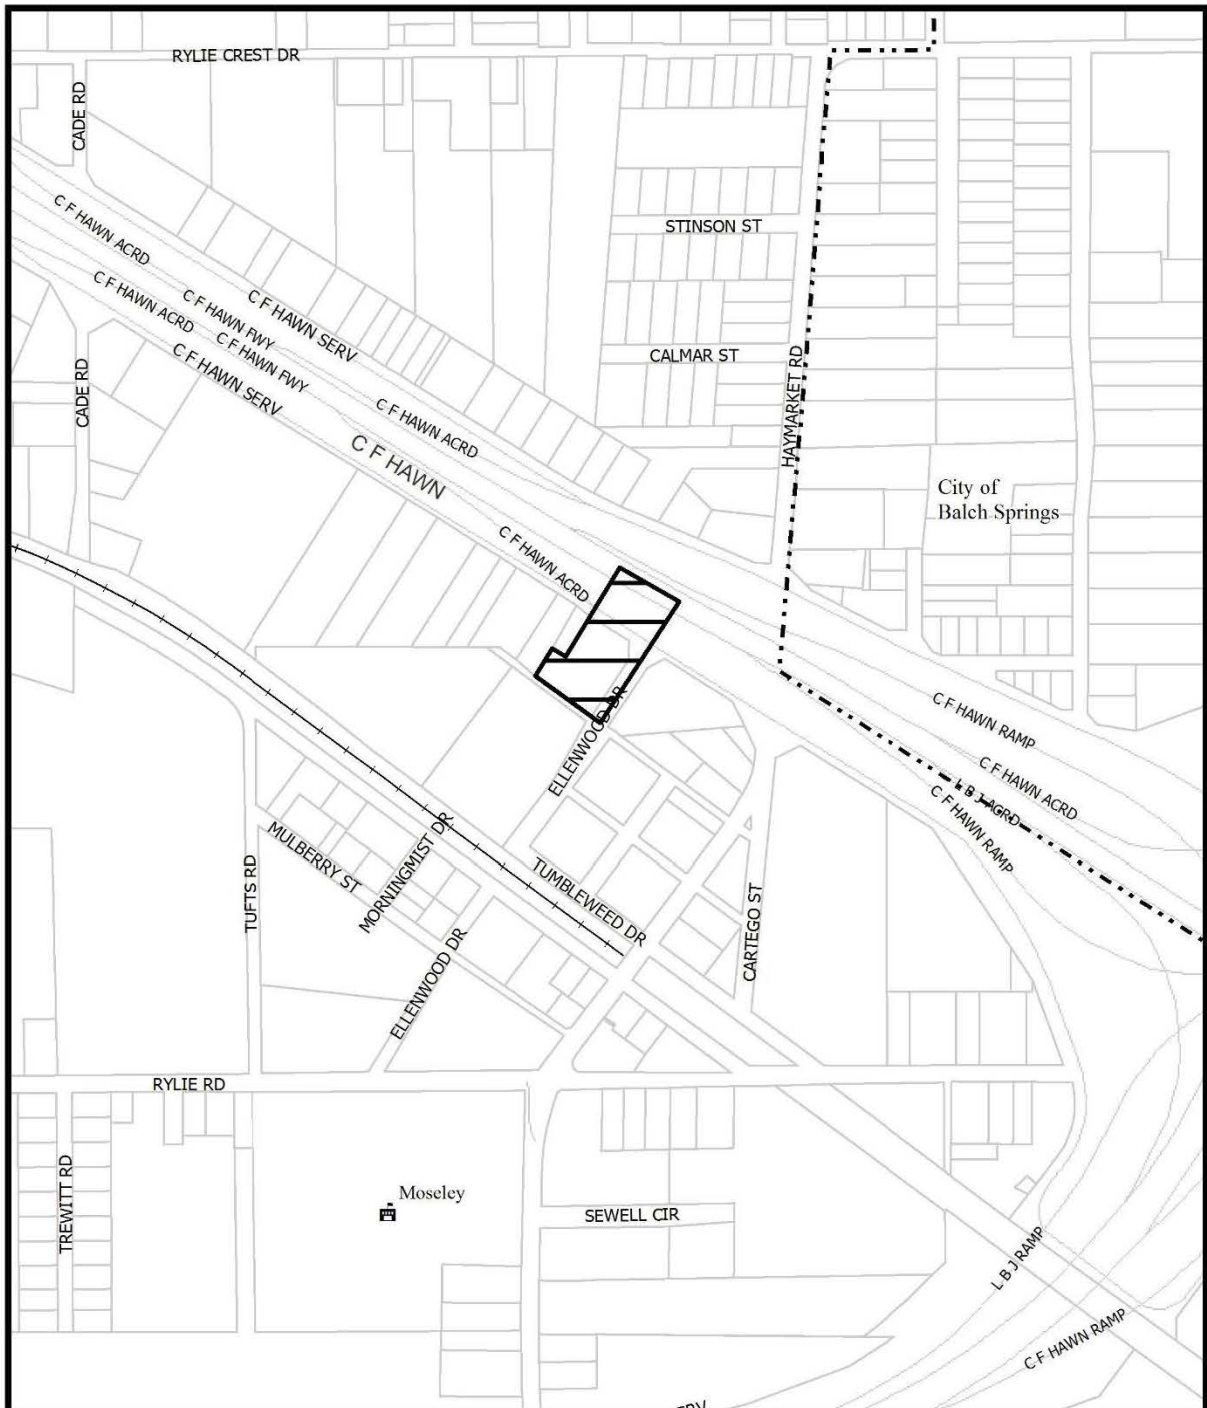 RYLIE CREST DR
CADE RD
STINSON ST
C F HAWN ACRD
C F HAWN ACRD
C F HAWN FWY
C F HAWN SERV
C F HAWN FWY
C F HAWN SERV
CALMAR ST
HAYMARKET RD
CADE RD
C F HAWN ACRD
C F HAWN
City of
Balch Springs
C F HAWN ACRD
ELLENWOOD DR
C F HAWN RAMP
C F HAWN ACRD
L B J ACRD
C F HAWN RAMP
MULBERRY ST
MORNINGMIST DR
TUFTS RD
TUMBLEWEED DR
CARTEGO ST
ELLENWOOD DR
RYLIE RD
TREWITT RD
Moseley
SEWELL CIR
L B J RAMP
C F HAWN RAMP